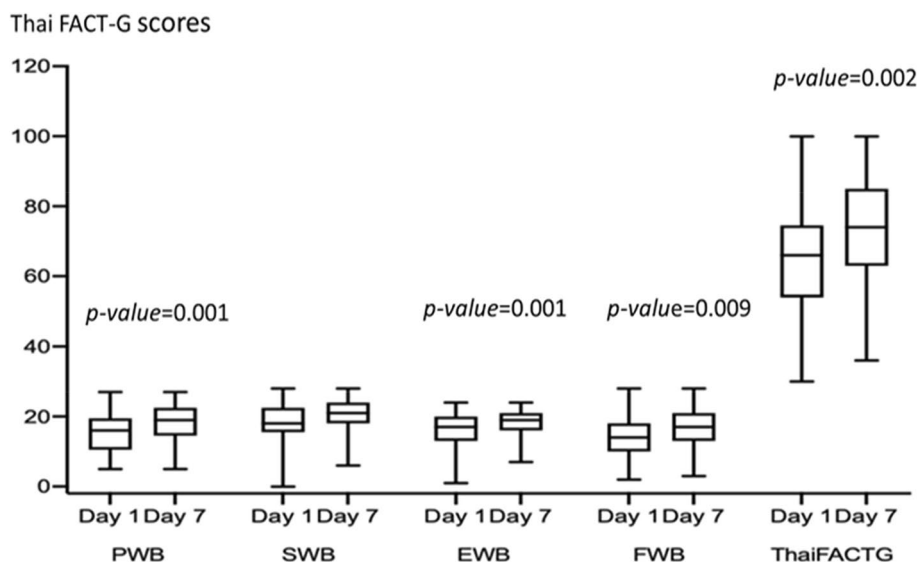 Thai FACT-G scores
120
p-value=0.002
100
80
60
p-value=0.001 p-value=0.001 p-value=0.009
40
20
0
Day 1 Day 7 Day 1 Day 7 Day 1 Day 7 Day 1 Day 7 Day 1 Day 7
PWB SWB EWB FWB ThaiFACTG